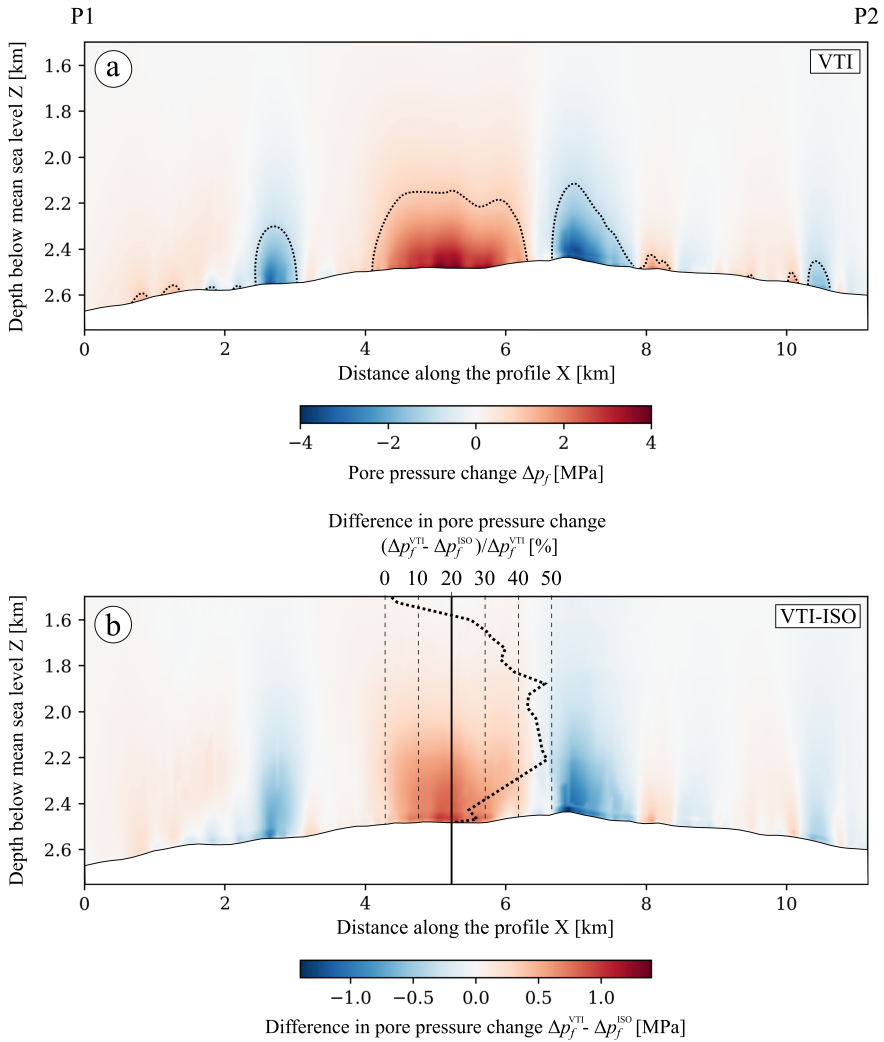 P1 P2
a VTI
1.6
1.8
2.0
2.2
2.4
2.6
Depth below mean sea level Z [km]
0 2 4 6 8 10
Distance along the profile X [km]
−4 −2 0 2 4
Pore pressure change Δp_f [MPa]
Difference in pore pressure change
(Δp_f^VTI - Δp_f^ISO)/Δp_f^VTI [%]
0 10 20 30 40 50
b VTI-ISO
1.6
1.8
2.0
2.2
2.4
2.6
Depth below mean sea level Z [km]
0 2 4 6 8 10
Distance along the profile X [km]
−1.0 −0.5 0.0 0.5 1.0
Difference in pore pressure change Δp_f^VTI - Δp_f^ISO [MPa]